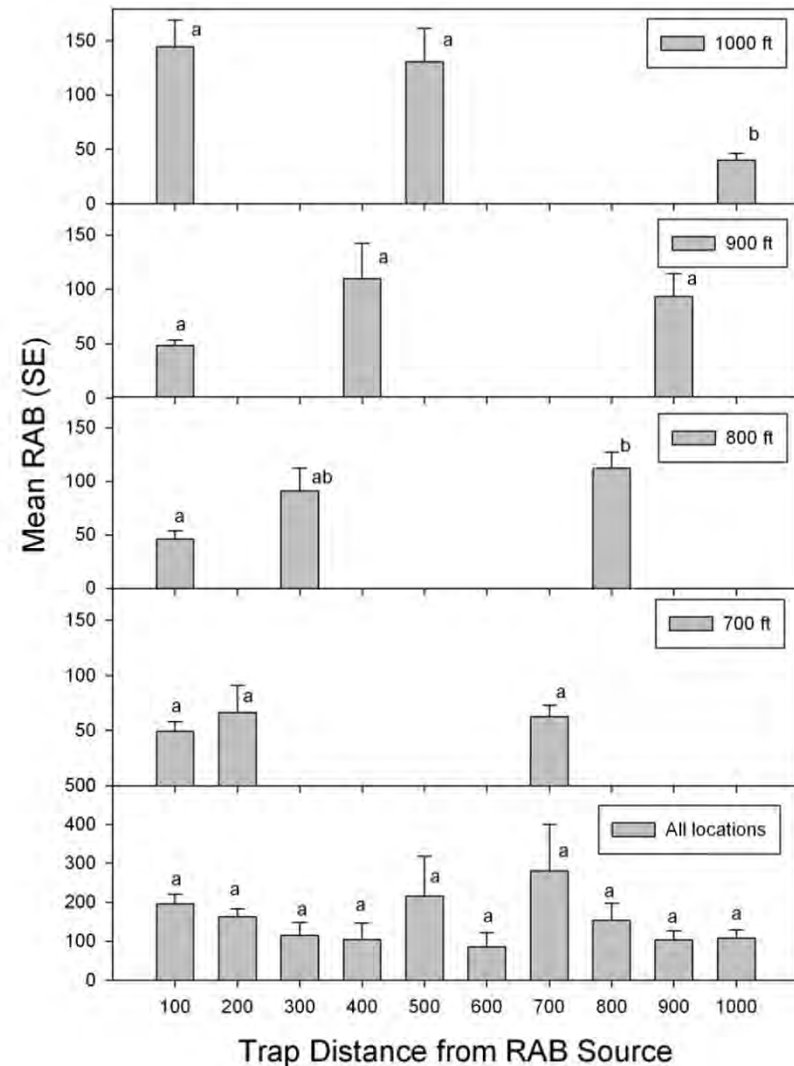 Mean RAB (SE)
150
100
50
0
a
a
b
1000 ft
150
100
50
0
a
a
a
900 ft
150
100
50
0
a
ab
b
800 ft
150
100
50
500
a
a
a
700 ft
400
300
200
100
0
a
a
a
a
a
a
a
a
a
a
All locations
100 200 300 400 500 600 700 800 900 1000
Trap Distance from RAB Source